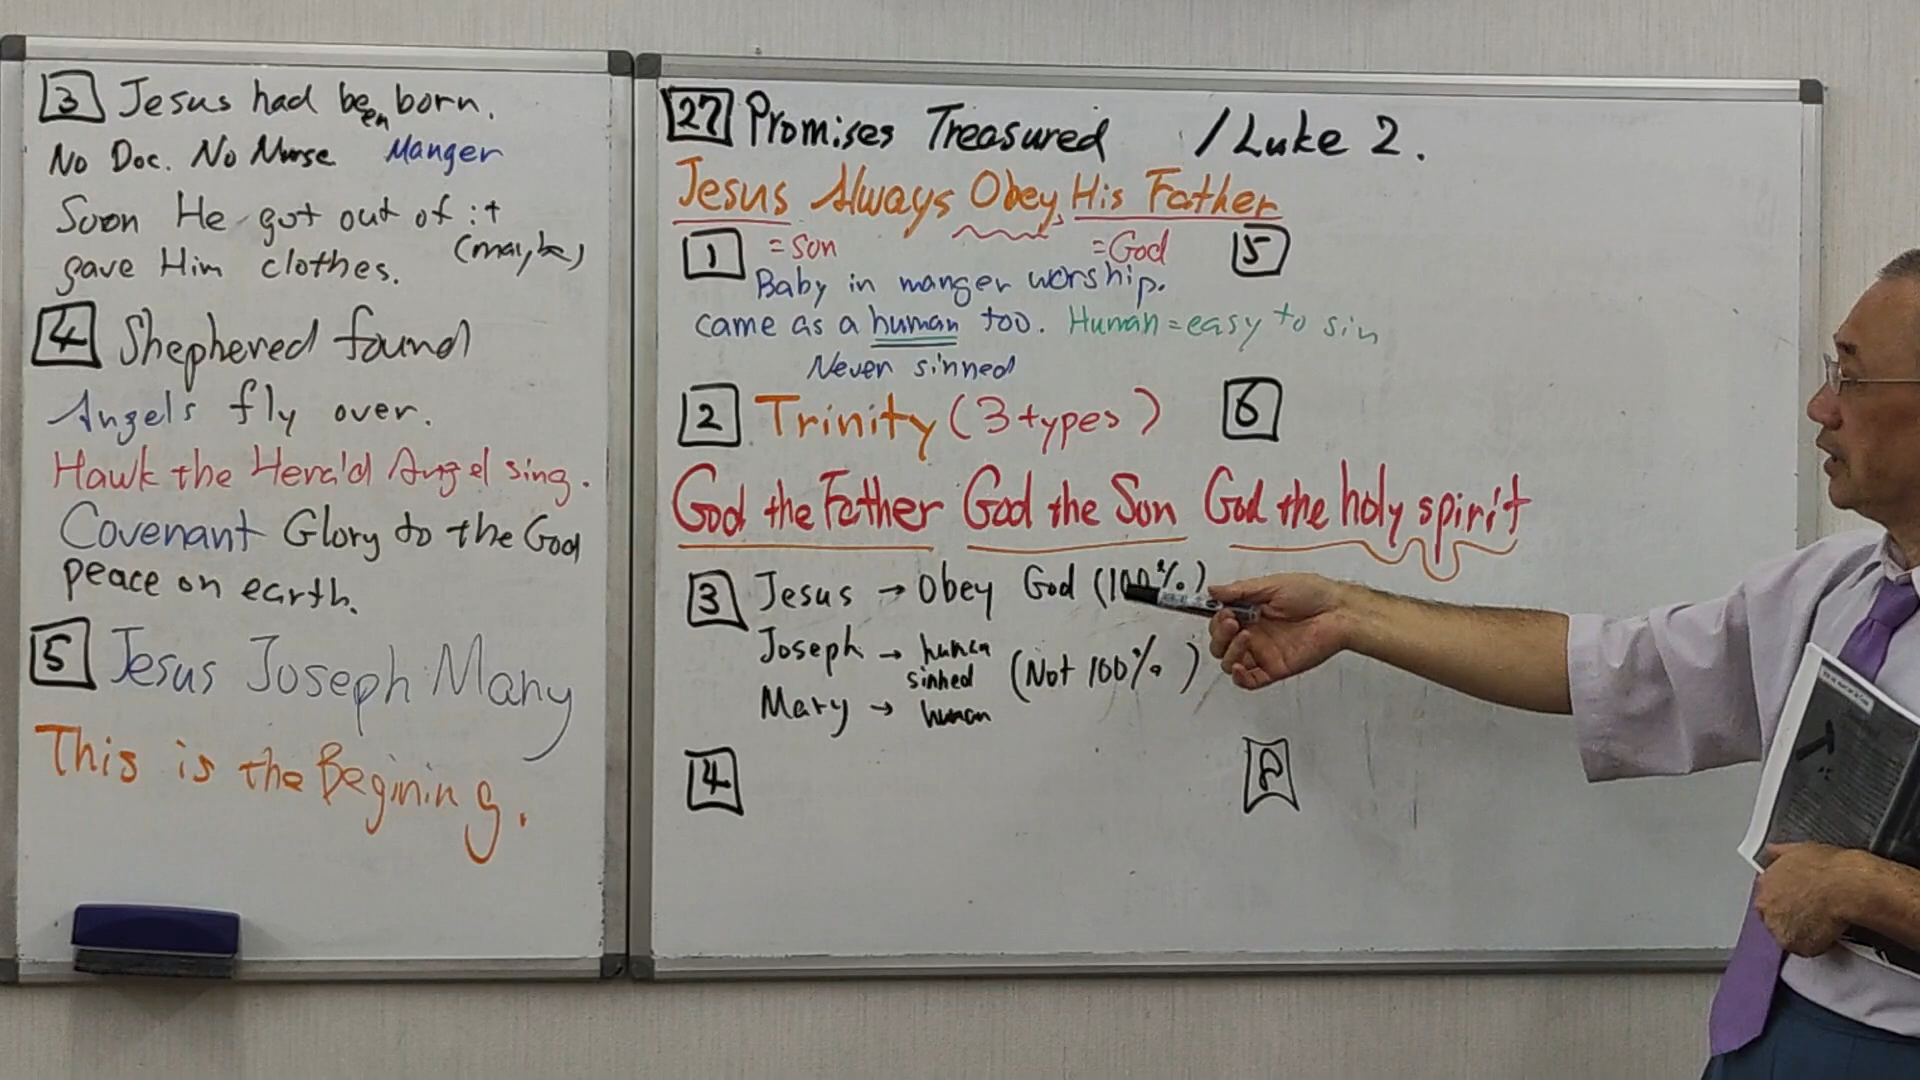 3 Jesus had been born.
No Doc. No Nurse Manger
Soon He got out of it
(maybe)
gave Him clothes.
4 Shephered found
Angels fly over.
Hawk the Herald Angel sing.
Covenant Glory to the God
peace on earth.
5 Jesus Joseph Mary
This is the Begining.
27 Promises Treasured / Luke 2.
Jesus Always Obey, His Father
1 = Son = God 5
Baby in manger worship.
came as a human too. Human = easy to sin
Never sinned
2 Trinity (3 types) 6
God the Father God the Son God the holy spirit
3 Jesus → Obey God (100%)
Joseph → human
sinned (Not 100%)
Mary → human
4